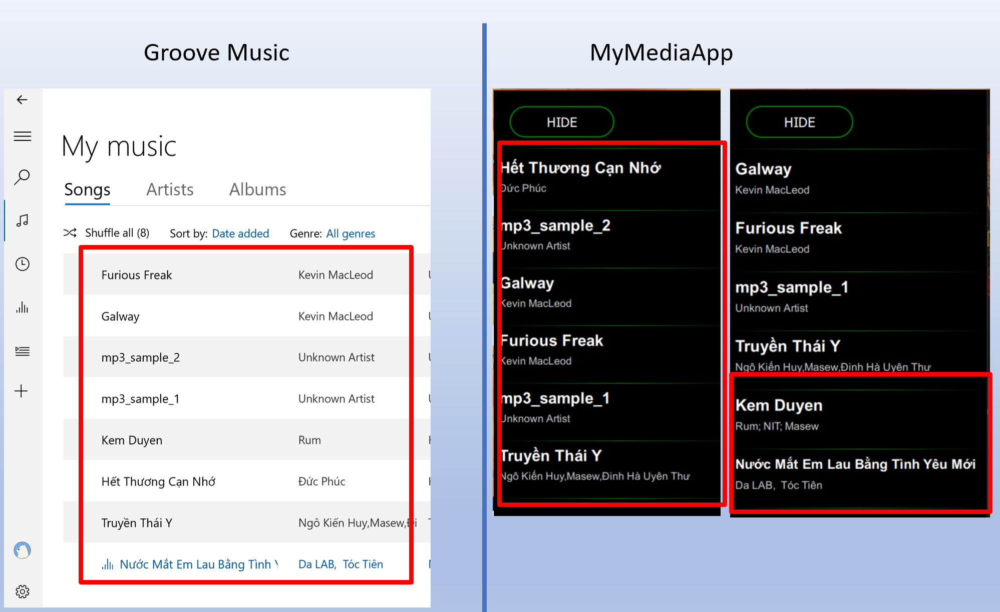 Groove Music
MyMediaApp
My music
Songs Artists Albums
Shuffle all (8) Sort by: Date added Genre: All genres
Furious Freak Kevin MacLeod
Galway Kevin MacLeod
mp3_sample_2 Unknown Artist
mp3_sample_1 Unknown Artist
Kem Duyen Rum
Hết Thương Cạn Nhớ Đức Phúc
Truyền Thái Y Ngô Kiến Huy,Masew,Đi
Nước Mắt Em Lau Bằng Tình Da LAB, Tóc Tiên
HIDE
Hết Thương Cạn Nhớ
Đức Phúc
mp3_sample_2
Unknown Artist
Galway
Kevin MacLeod
Furious Freak
Kevin MacLeod
mp3_sample_1
Unknown Artist
Truyền Thái Y
Ngô Kiến Huy,Masew,Đinh Hà Uyên Thư
HIDE
Galway
Kevin MacLeod
Furious Freak
Kevin MacLeod
mp3_sample_1
Unknown Artist
Truyền Thái Y
Ngô Kiến Huy,Masew,Đinh Hà Uyên Thư
Kem Duyen
Rum; NIT; Masew
Nước Mắt Em Lau Bằng Tình Yêu Mới
Da LAB, Tóc Tiên